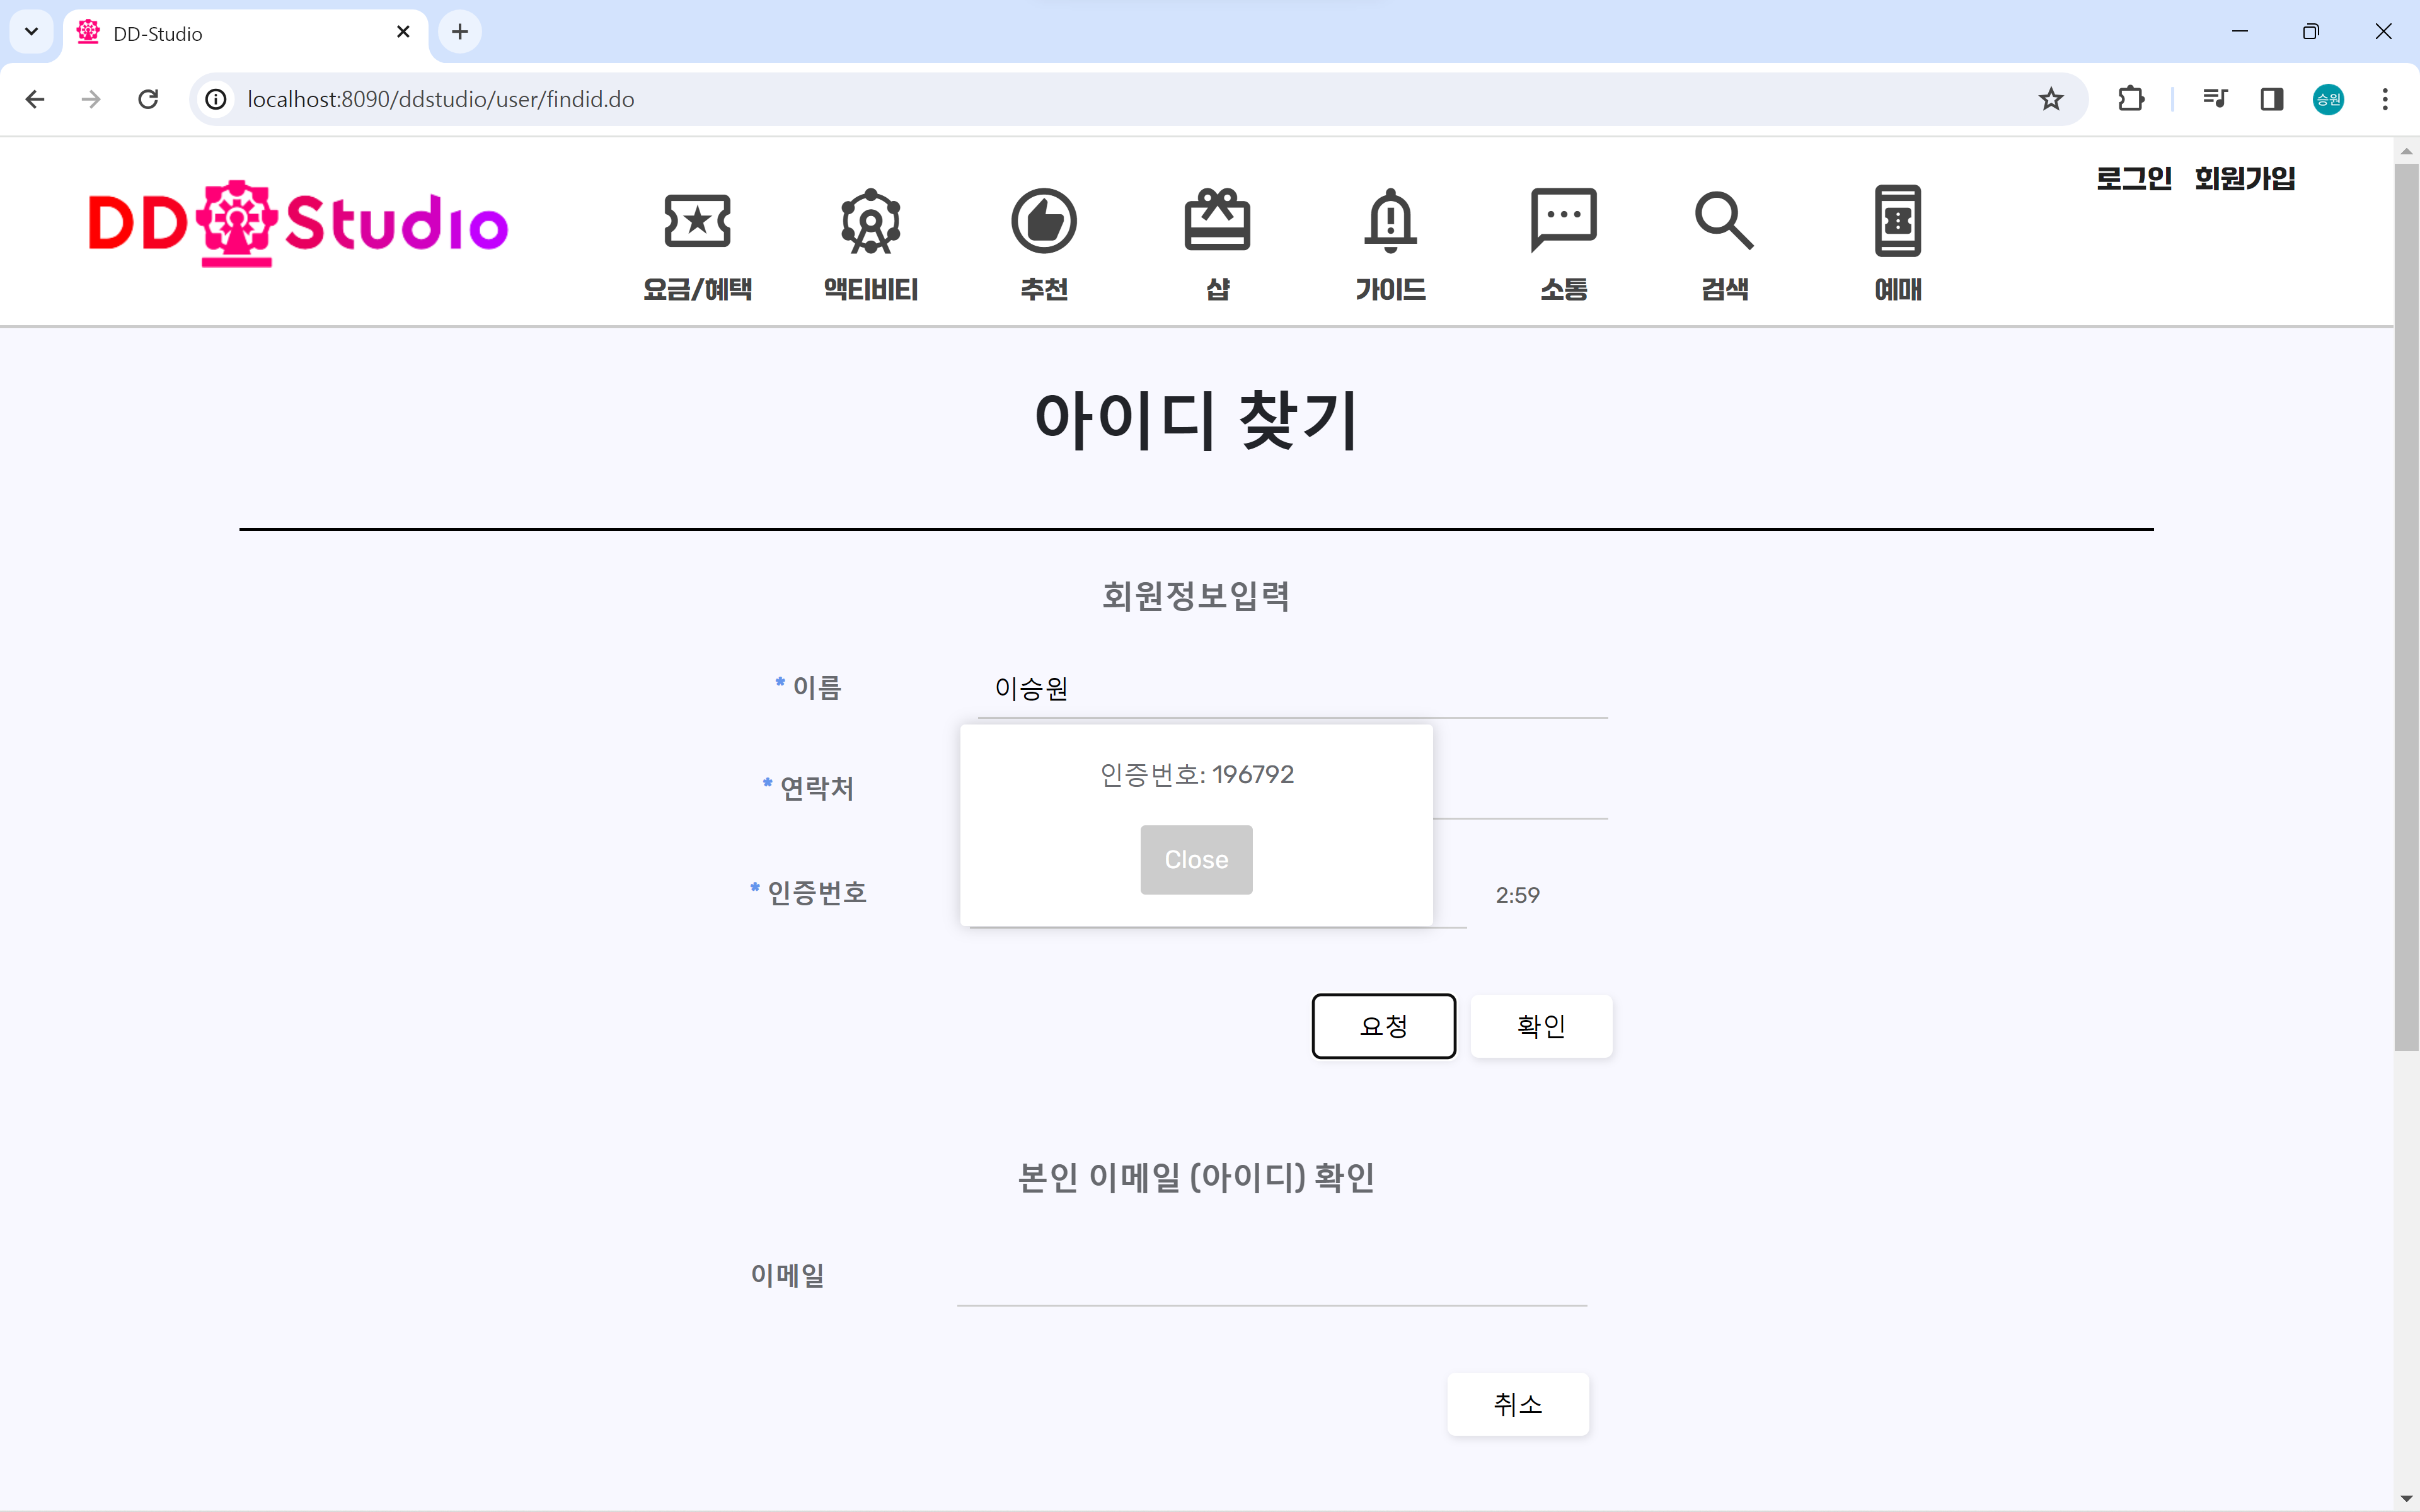 DD-Studio
localhost:8090/ddstudio/user/findid.do
승원
로그인 회원가입
DD Studio
요금/혜택 액티비티 추천 샵 가이드 소통 검색 예매
아이디 찾기
회원정보입력
* 이름 이승원
인증번호: 196792
* 연락처
Close
* 인증번호 2:59
요청 확인
본인 이메일 (아이디) 확인
이메일
취소